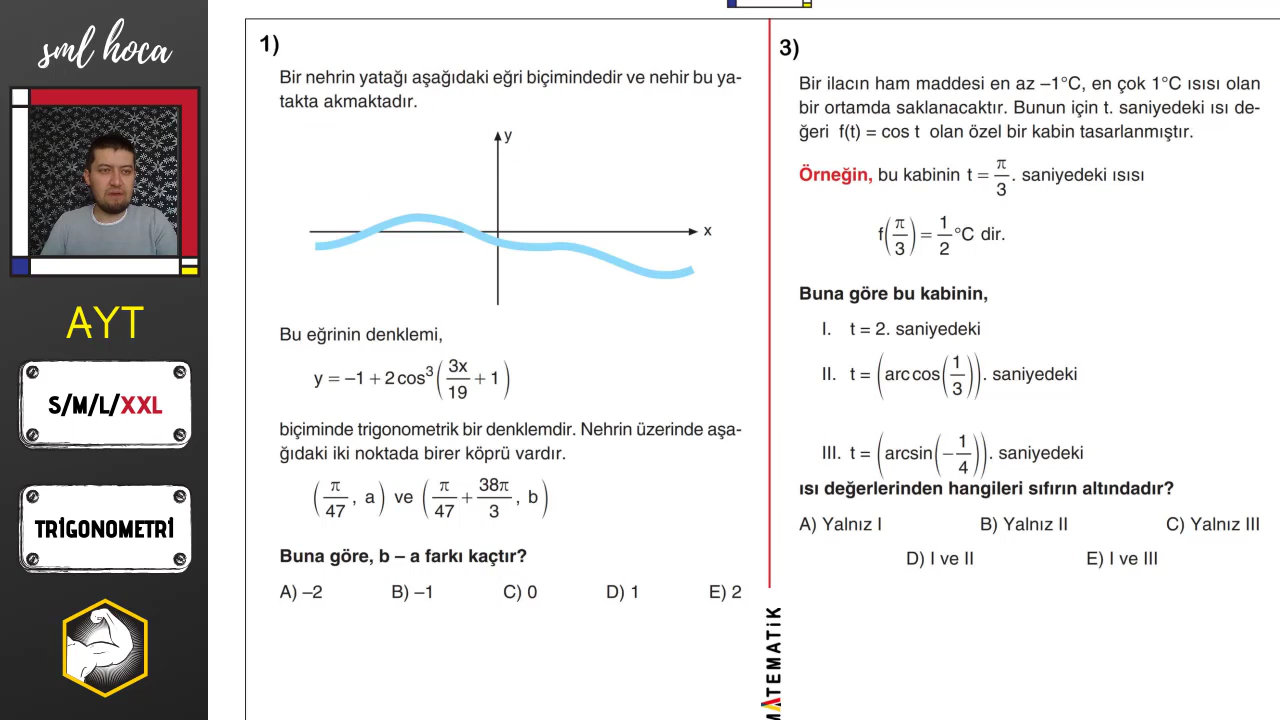 sml hoca
AYT
S/M/L/XXL
TRİGONOMETRİ
1)
Bir nehrin yatağı aşağıdaki eğri biçimindedir ve nehir bu ya-
takta akmaktadır.
y
x
Bu eğrinin denklemi,
y = –1 + 2 cos³(3x/19 + 1)
biçiminde trigonometrik bir denklemdir. Nehrin üzerinde aşa-
ğıdaki iki noktada birer köprü vardır.
(π/47, a) ve (π/47 + 38π/3, b)
Buna göre, b – a farkı kaçtır?
A) –2 B) –1 C) 0 D) 1 E) 2
3)
Bir ilacın ham maddesi en az –1°C, en çok 1°C ısısı olan
bir ortamda saklanacaktır. Bunun için t. saniyedeki ısı de-
ğeri f(t) = cos t olan özel bir kabin tasarlanmıştır.
Örneğin, bu kabinin t = π/3. saniyedeki ısısı
f(π/3) = 1/2 °C dir.
Buna göre bu kabinin,
I. t = 2. saniyedeki
II. t = (arc cos(1/3)). saniyedeki
III. t = (arcsin(–1/4)). saniyedeki
ısı değerlerinden hangileri sıfırın altındadır?
A) Yalnız I B) Yalnız II C) Yalnız III
D) I ve II E) I ve III
MATEMATİK